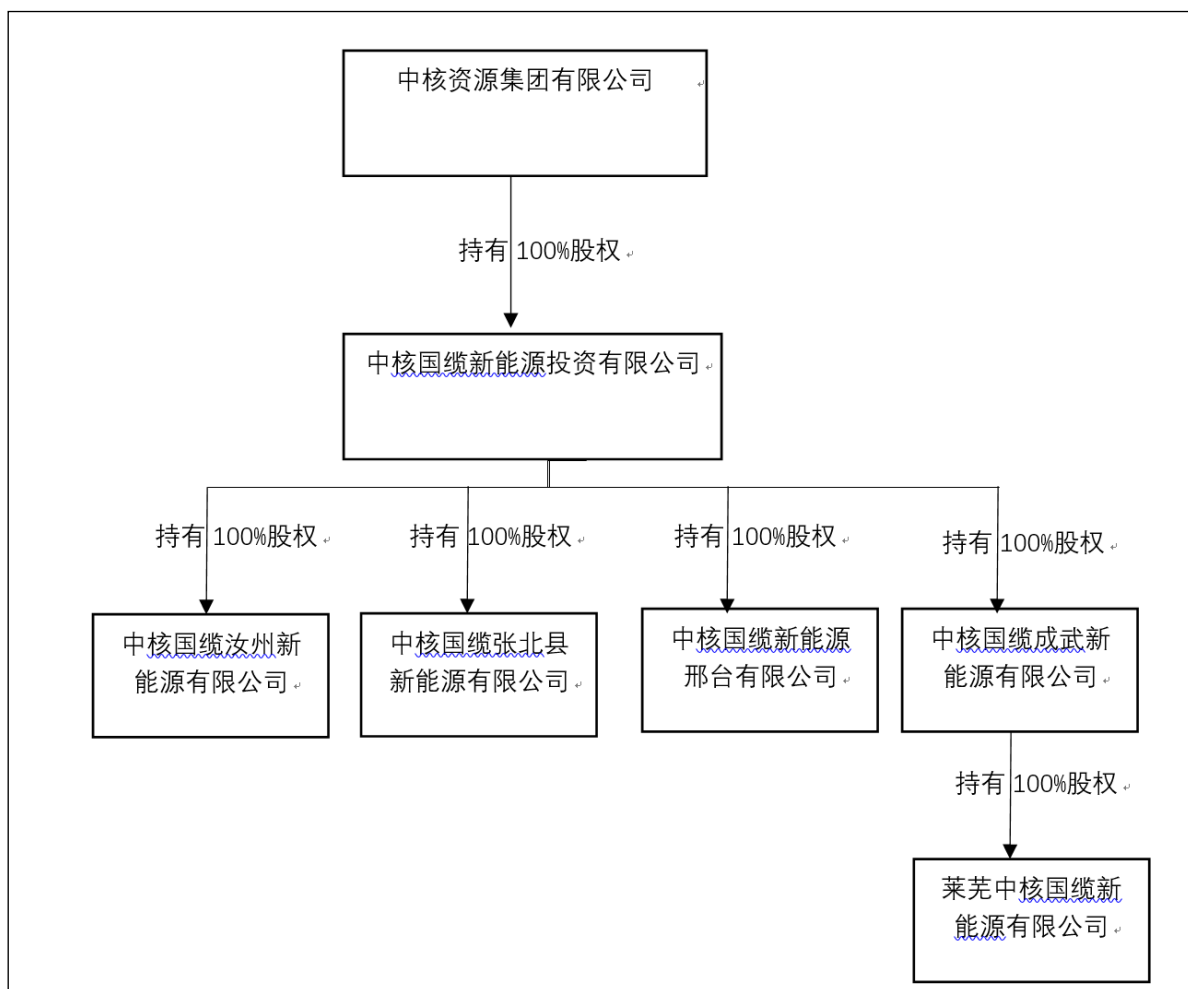 中核资源集团有限公司
持有 100%股权
中核国缆新能源投资有限公司
持有 100%股权
持有 100%股权
持有 100%股权
持有 100%股权
中核国缆汝州新
能源有限公司
中核国缆张北县
新能源有限公司
中核国缆新能源
邢台有限公司
中核国缆成武新
能源有限公司
持有 100%股权
莱芜中核国缆新
能源有限公司